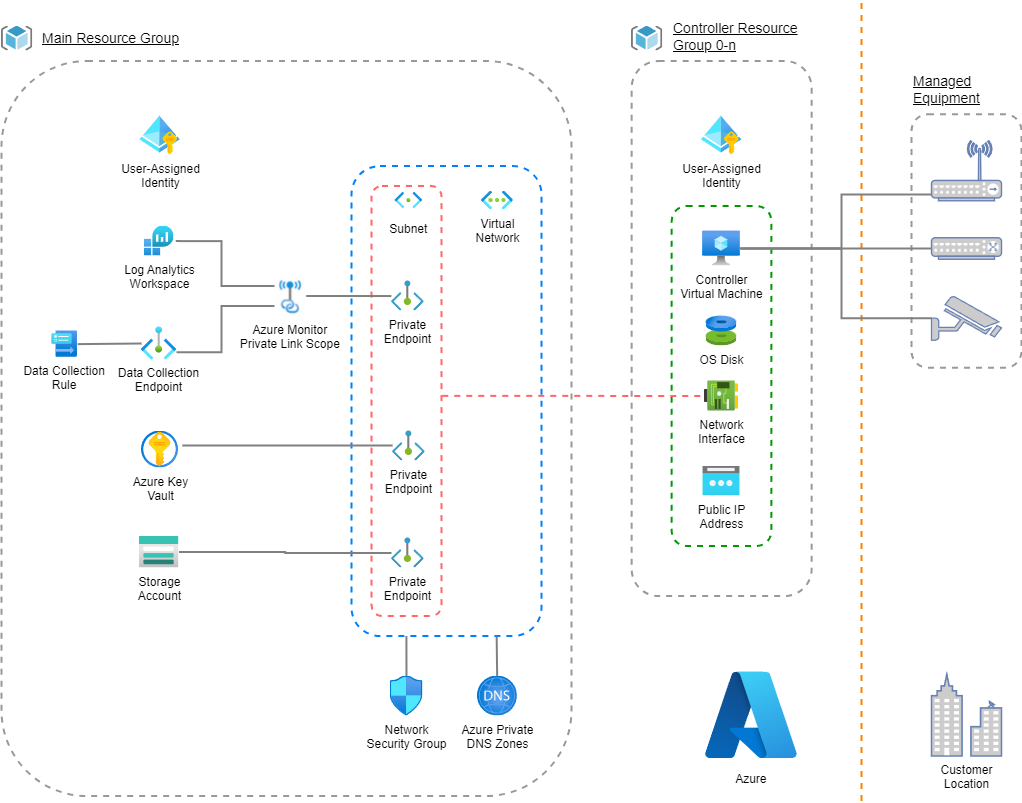 Main Resource Group
Controller Resource
Group 0-n
Managed
Equipment
User-Assigned
Identity
User-Assigned
Identity
Subnet
Virtual
Network
Log Analytics
Workspace
Azure Monitor
Private Link Scope
Private
Endpoint
Data Collection
Rule
Data Collection
Endpoint
Controller
Virtual Machine
OS Disk
Network
Interface
Azure Key
Vault
Private
Endpoint
Public IP
Address
Storage
Account
Private
Endpoint
DNS
Network
Security Group
Azure Private
DNS Zones
Azure
Customer
Location